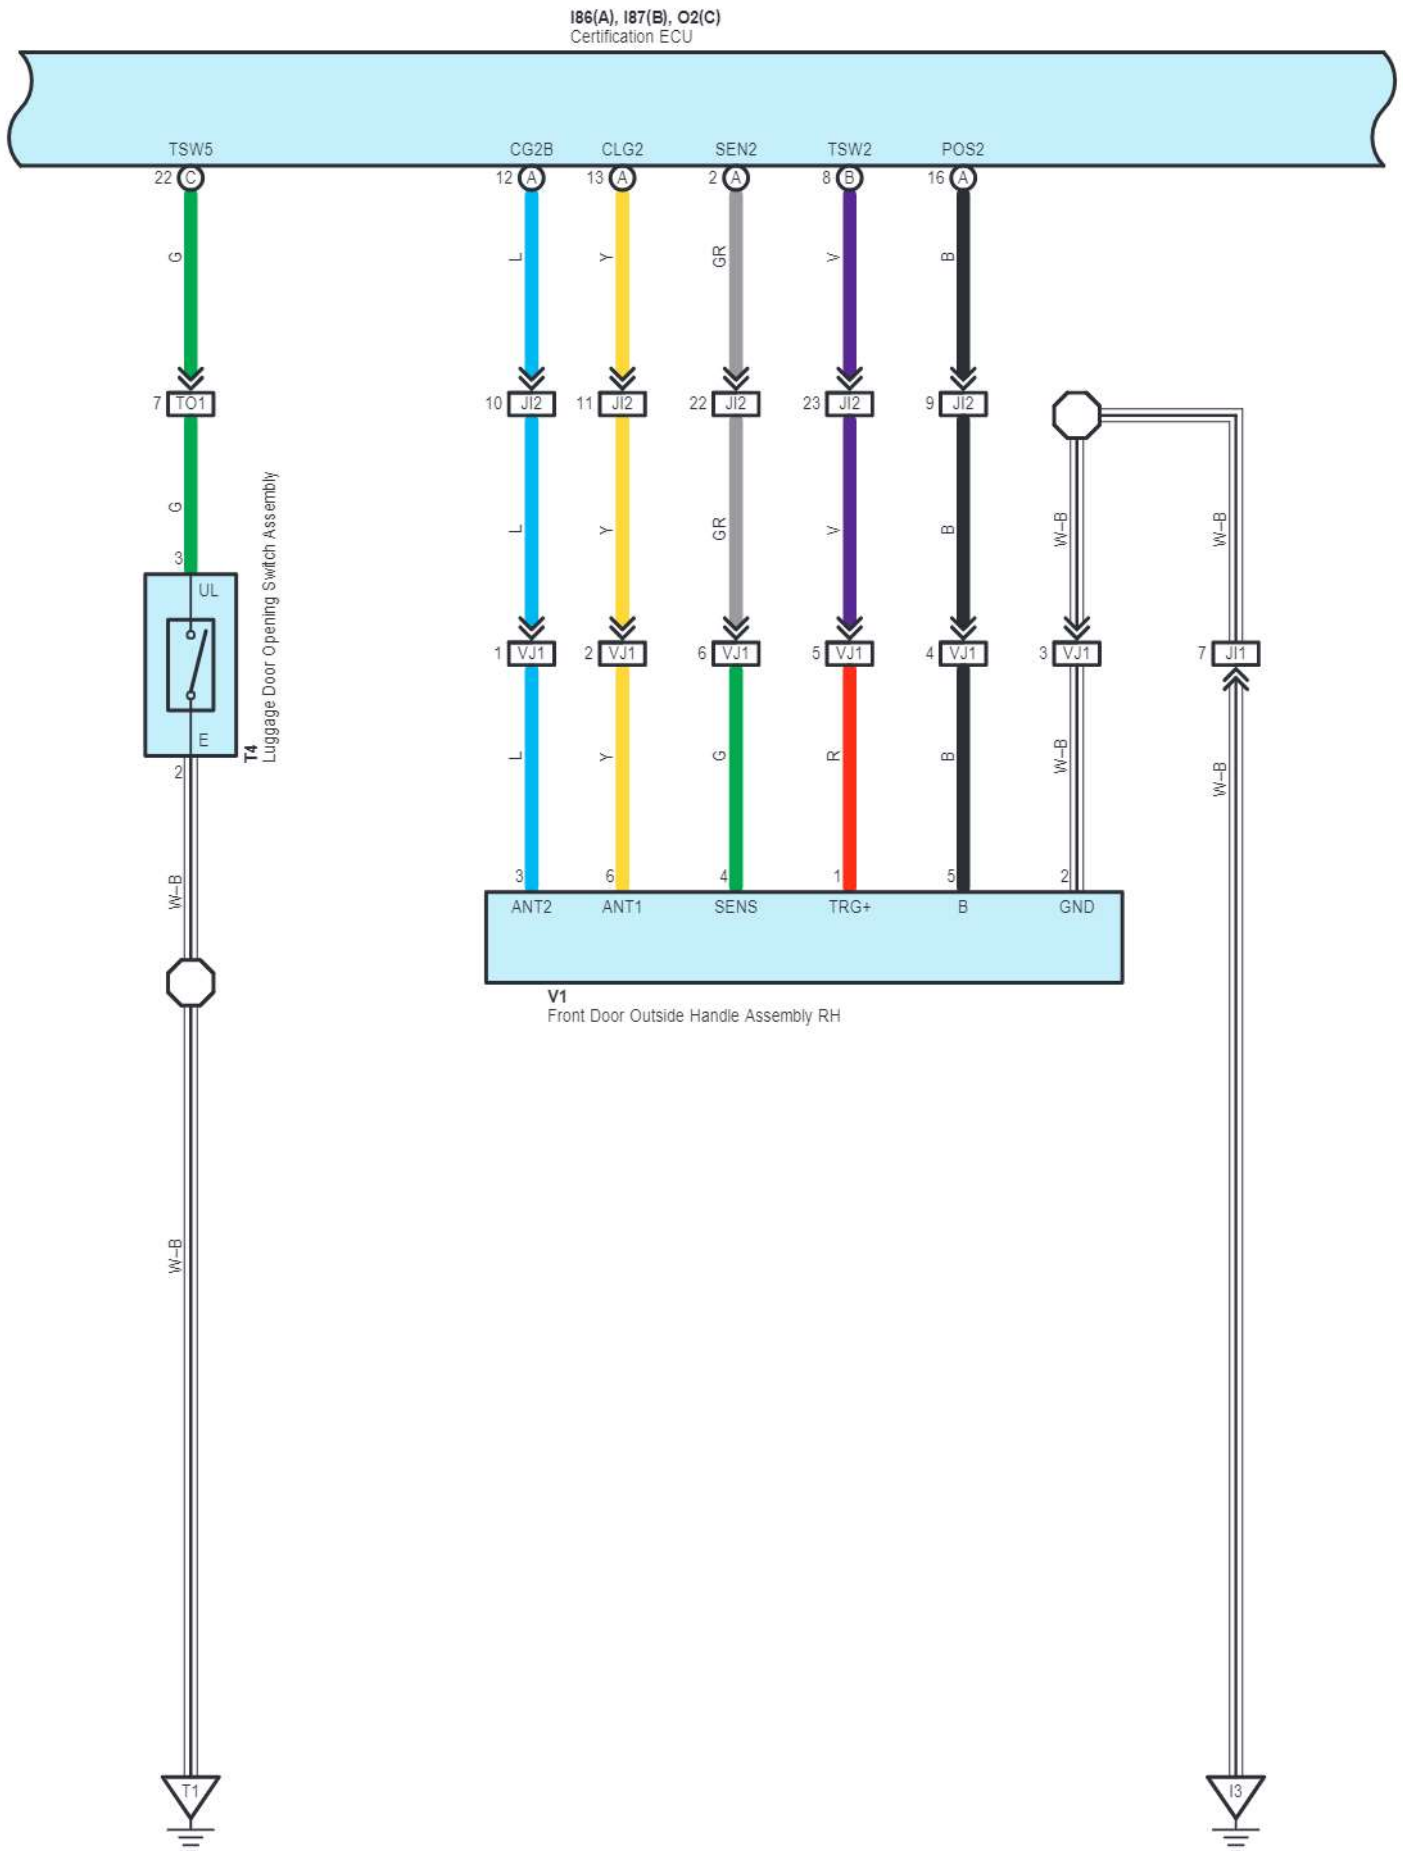 I86(A), I87(B), O2(C)
Certification ECU
TSW5 CG2B CLG2 SEN2 TSW2 POS2
22 C 12 A 13 A 2 A 8 B 16 A
G L Y GR V B
7 TO1 10 JI2 11 JI2 22 JI2 23 JI2 9 JI2
G L Y GR V B W–B W–B
3
UL
E
2
T4
Luggage Door Opening Switch Assembly
1 VJ1 2 VJ1 6 VJ1 5 VJ1 4 VJ1 3 VJ1 7 JI1
L Y G R B W–B W–B
W–B
3 6 4 1 5 2
ANT2 ANT1 SENS TRG+ B GND
V1
Front Door Outside Handle Assembly RH
W–B
T1 I3